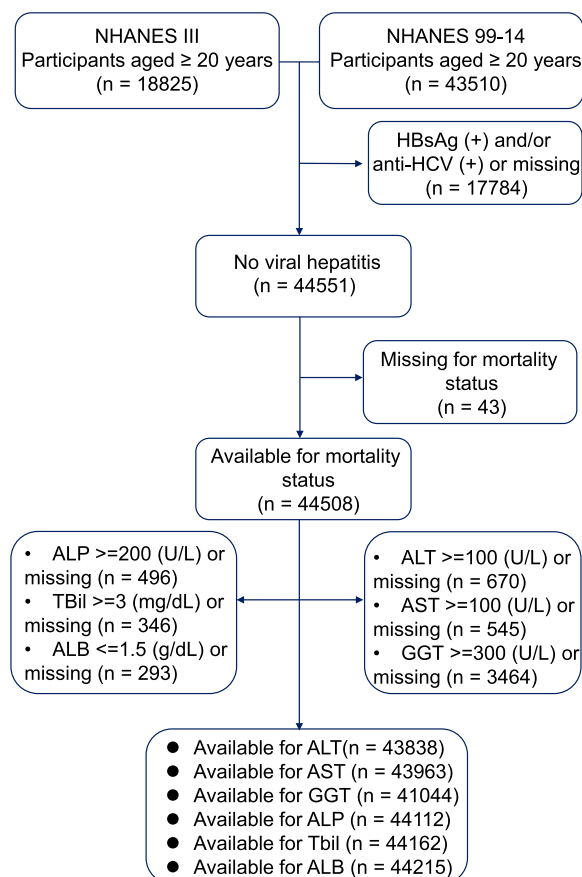 NHANES III
Participants aged ≥ 20 years
(n = 18825)
NHANES 99-14
Participants aged ≥ 20 years
(n = 43510)
HBsAg (+) and/or
anti-HCV (+) or missing
(n = 17784)
No viral hepatitis
(n = 44551)
Missing for mortality
status
(n = 43)
Available for mortality
status
(n = 44508)
• ALP >=200 (U/L) or
missing (n = 496)
• TBil >=3 (mg/dL) or
missing (n = 346)
• ALB <=1.5 (g/dL) or
missing (n = 293)
• ALT >=100 (U/L) or
missing (n = 670)
• AST >=100 (U/L) or
missing (n = 545)
• GGT >=300 (U/L) or
missing (n = 3464)
● Available for ALT(n = 43838)
● Available for AST (n = 43963)
● Available for GGT (n = 41044)
● Available for ALP (n = 44112)
● Available for Tbil (n = 44162)
● Available for ALB (n = 44215)